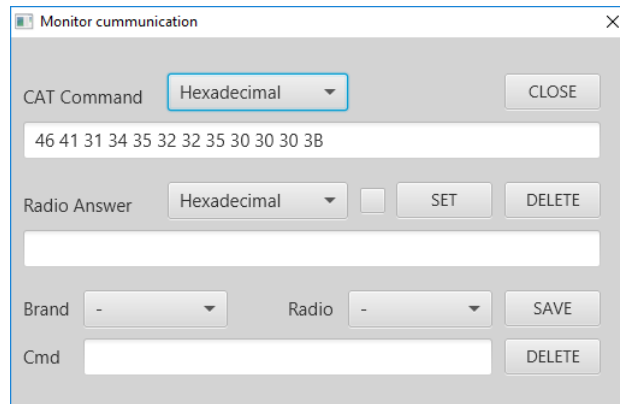 Monitor cummunication
CAT Command Hexadecimal CLOSE
46 41 31 34 35 32 32 35 30 30 30 3B
Radio Answer Hexadecimal SET DELETE
Brand - Radio - SAVE
Cmd DELETE